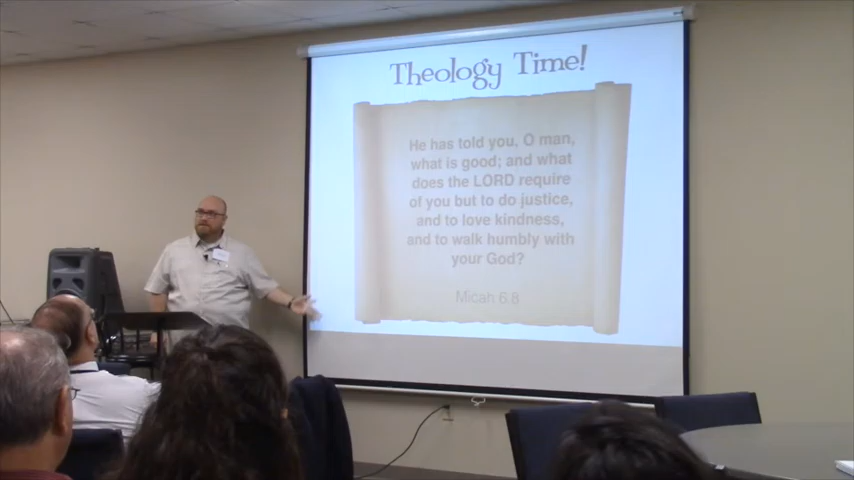 Theology Time!
He has told you, O man,
what is good; and what
does the LORD require
of you but to do justice,
and to love kindness,
and to walk humbly with
your God?
Micah 6:8